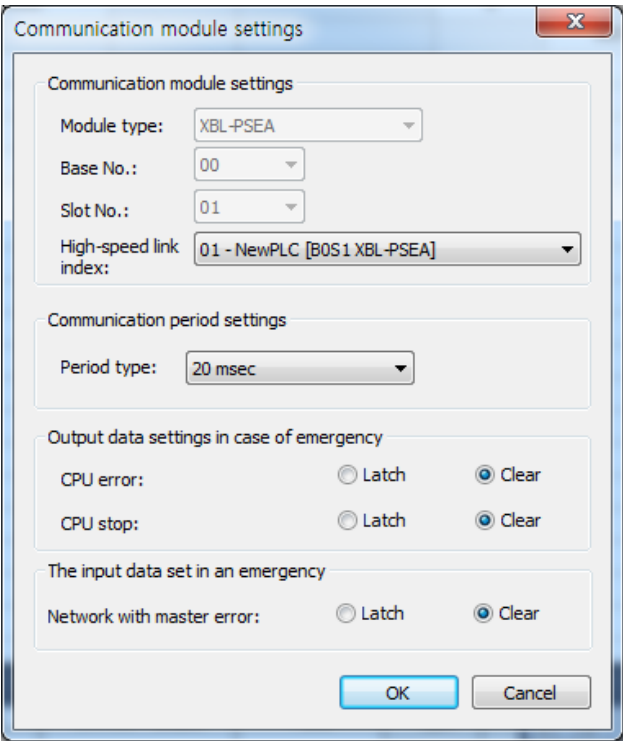 Communication module settings
Communication module settings
Module type: XBL-PSEA
Base No.: 00
Slot No.: 01
High-speed link
index: 01 - NewPLC [B0S1 XBL-PSEA]
Communication period settings
Period type: 20 msec
Output data settings in case of emergency
CPU error: Latch Clear
CPU stop: Latch Clear
The input data set in an emergency
Network with master error: Latch Clear
OK Cancel